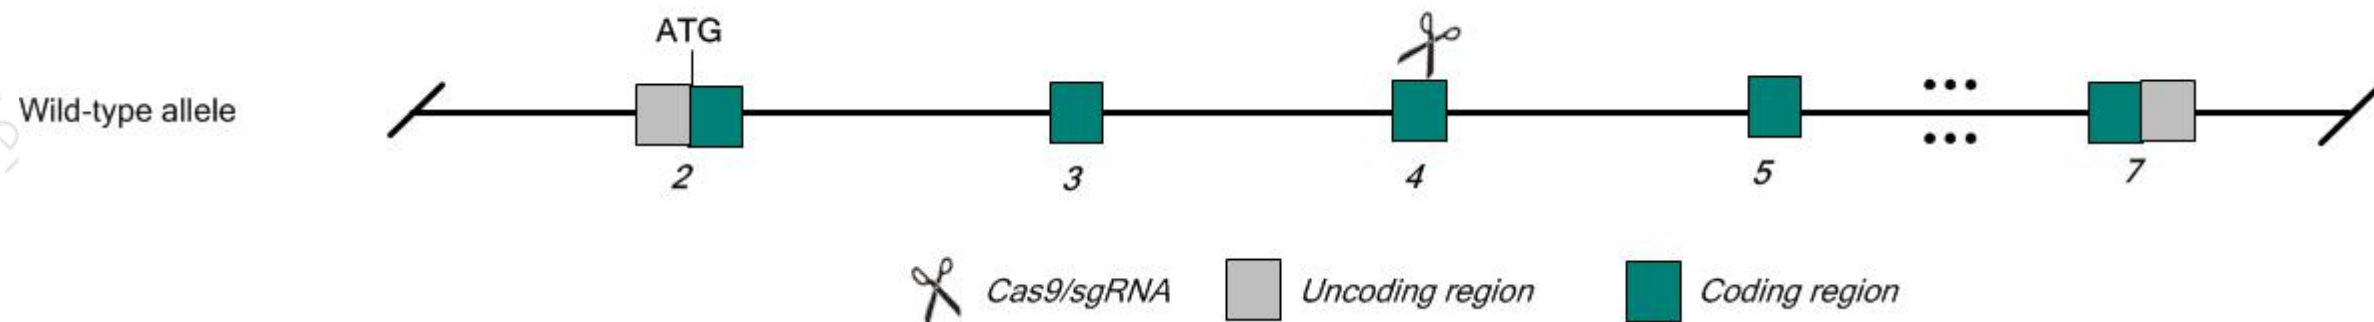 ATG
Wild-type allele
2 3 4 5 7
Cas9/sgRNA Uncoding region Coding region